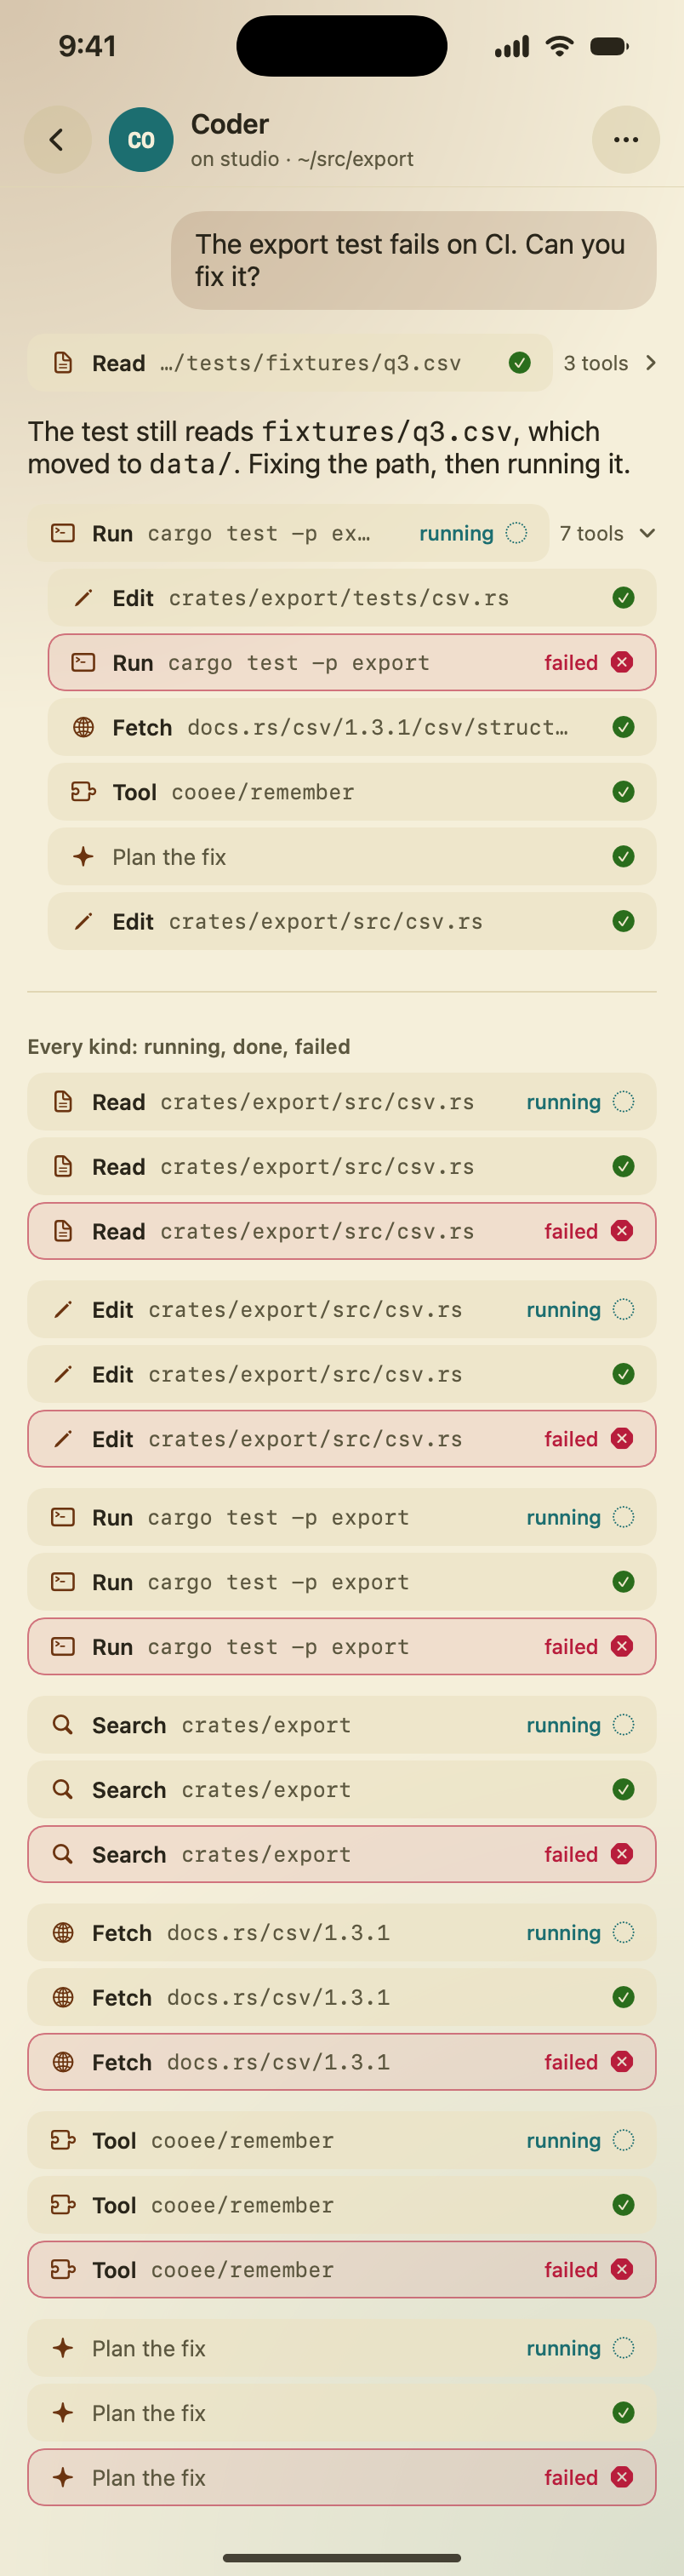 9:41
CO
Coder
on studio · ~/src/export
The export test fails on CI. Can you
fix it?
Read …/tests/fixtures/q3.csv 3 tools
The test still reads fixtures/q3.csv, which
moved to data/. Fixing the path, then running it.
Run cargo test -p ex… running 7 tools
Edit crates/export/tests/csv.rs
Run cargo test -p export failed
Fetch docs.rs/csv/1.3.1/csv/struct…
Tool cooee/remember
Plan the fix
Edit crates/export/src/csv.rs
Every kind: running, done, failed
Read crates/export/src/csv.rs running
Read crates/export/src/csv.rs
Read crates/export/src/csv.rs failed
Edit crates/export/src/csv.rs running
Edit crates/export/src/csv.rs
Edit crates/export/src/csv.rs failed
Run cargo test -p export running
Run cargo test -p export
Run cargo test -p export failed
Search crates/export running
Search crates/export
Search crates/export failed
Fetch docs.rs/csv/1.3.1 running
Fetch docs.rs/csv/1.3.1
Fetch docs.rs/csv/1.3.1 failed
Tool cooee/remember running
Tool cooee/remember
Tool cooee/remember failed
Plan the fix running
Plan the fix
Plan the fix failed